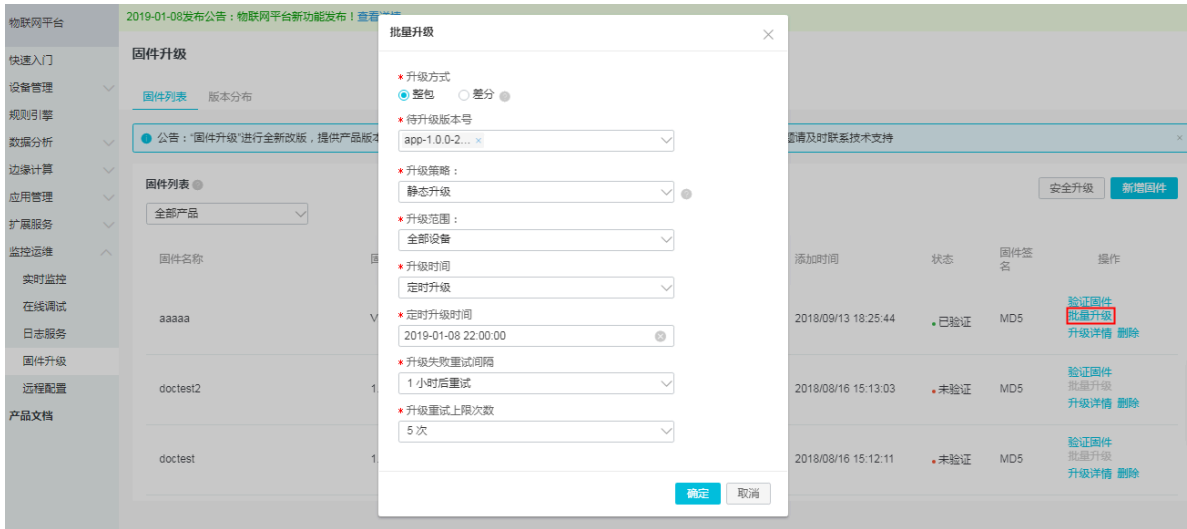 物联网平台
快速入门
设备管理
规则引擎
数据分析
边缘计算
应用管理
扩展服务
监控运维
实时监控
在线调试
日志服务
固件升级
远程配置
产品文档
2019-01-08发布公告：物联网平台新功能发布！查看
固件升级
固件列表 版本分布
公告：“固件升级”进行全新改版，提供产品版本
题请及时联系技术支持
×
固件列表
安全升级 新增固件
全部产品
固件名称
添加时间 状态 固件签名 操作
aaaaa V
2018/09/13 18:25:44 已验证 MD5
验证固件
批量升级
升级详情 删除
doctest2 1.
2018/08/16 15:13:03 未验证 MD5
验证固件
批量升级
升级详情 删除
doctest 1.
2018/08/16 15:12:11 未验证 MD5
验证固件
批量升级
升级详情 删除
批量升级 ×
* 升级方式
整包 差分
* 待升级版本号
app-1.0.0-2... ×
* 升级策略：
静态升级
* 升级范围：
全部设备
* 升级时间
定时升级
* 定时升级时间
2019-01-08 22:00:00
* 升级失败重试间隔
1 小时后重试
* 升级重试上限次数
5 次
确定 取消